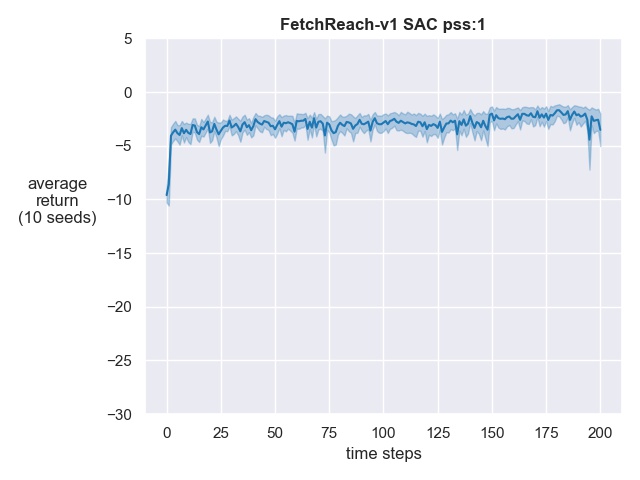 FetchReach-v1 SAC pss:1
5
0
−5
−10
−15
−20
−25
−30
average
return
(10 seeds)
0 25 50 75 100 125 150 175 200
time steps